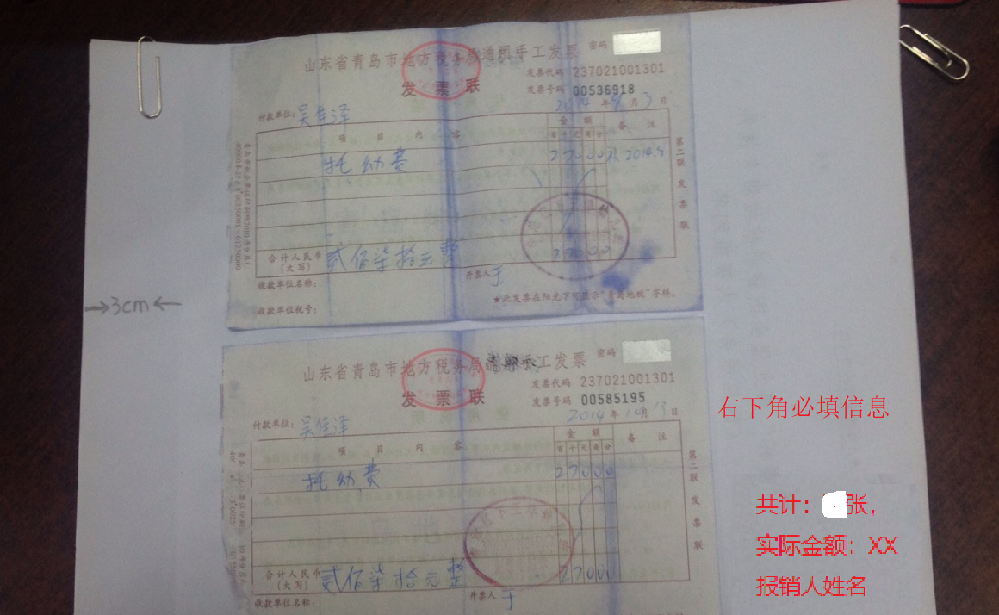 山东省青岛市地方税务局通用手工发票
密码
发票代码 237021001301
发票联
发票号码 00536918
2014年9月3日
付款单位：吴佳泽
项目内容
金额
备注
百十元角分
托幼费
27000
2014.8
第二联 发票联
合计人民币（大写）
贰佰柒拾元整
27000
开票人于
收款单位名称：
收款单位税号：
★此发票在阳光下可显示“青岛地税”字样。
3cm
山东省青岛市地方税务局通用手工发票
密码
发票代码 237021001301
发票联
发票号码 00585195
付款单位：吴佳泽
2014年10月13日
项目内容
金额
备注
百十元角分
托幼费
27000
第二联 发票联
合计人民币（大写）
贰佰柒拾元整
27000
开票人于
收款单位名称：
右下角必填信息
共计： 张，
实际金额：XX
报销人姓名